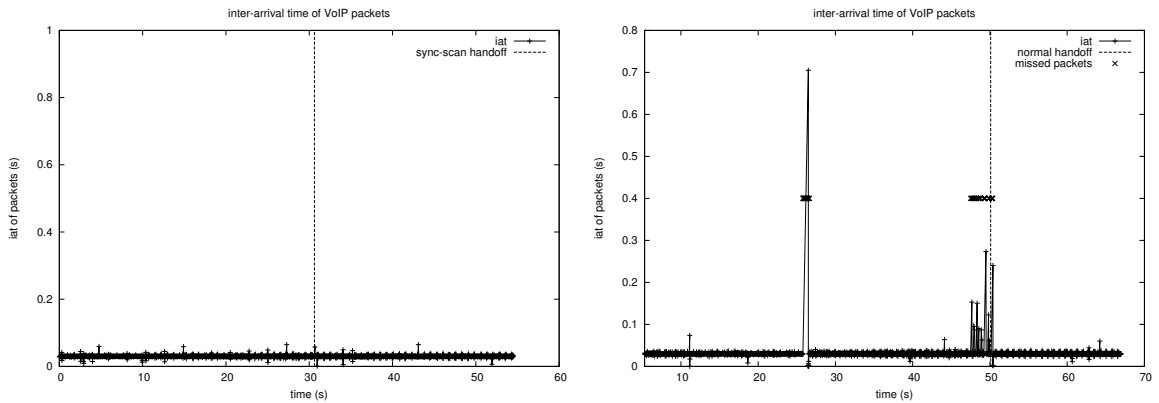 inter-arrival time of VoIP packets
1
iat
sync-scan handoff
0.8
0.6
iat of packets (s)
0.4
0.2
0
0 10 20 30 40 50 60
time (s)
inter-arrival time of VoIP packets
0.8
iat
normal handoff
missed packets
0.7
0.6
0.5
iat of packets (s)
0.4
0.3
0.2
0.1
0
10 20 30 40 50 60 70
time (s)